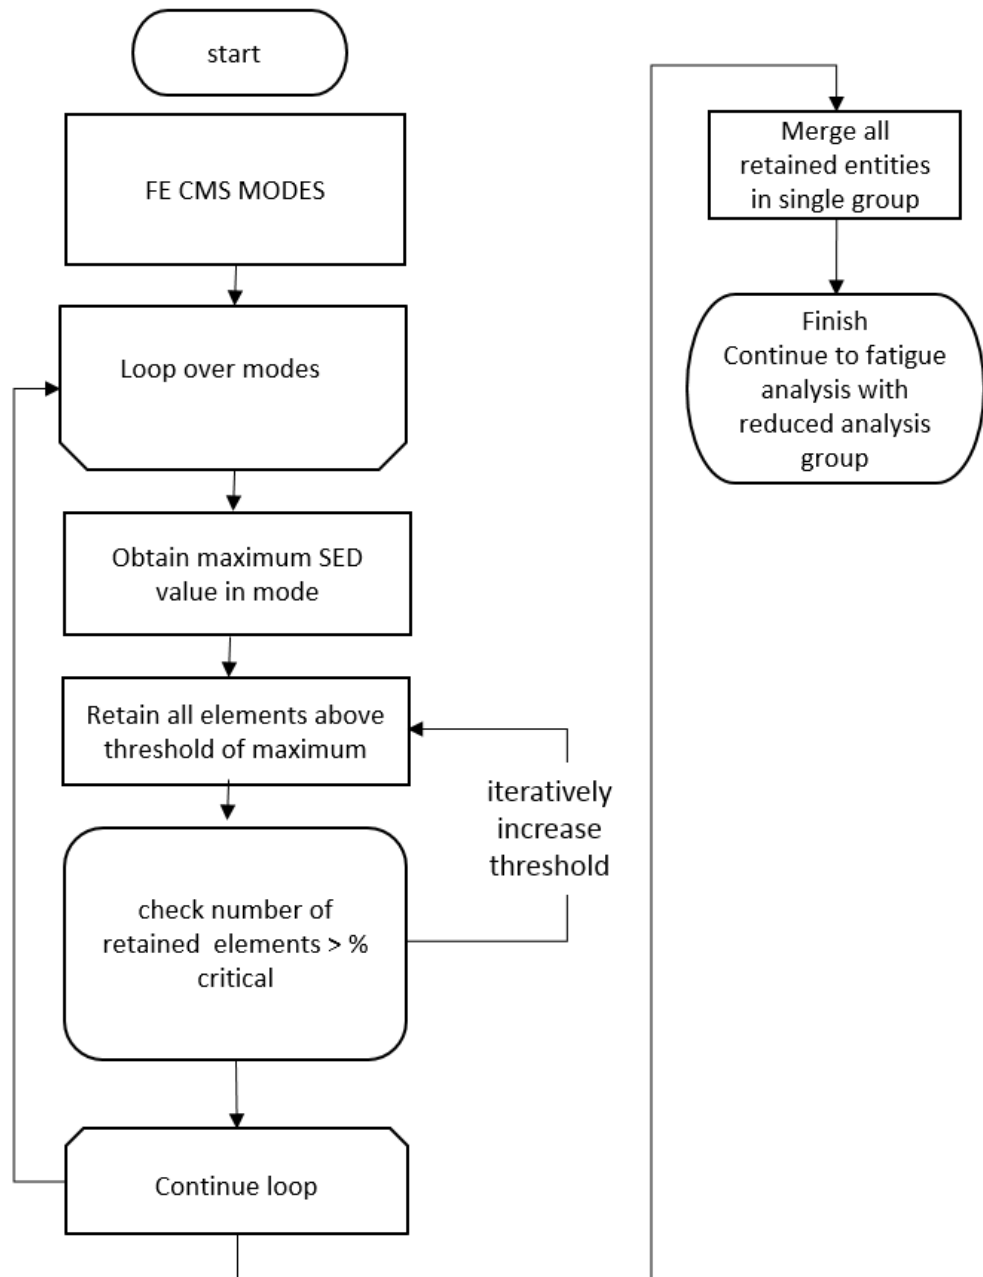 start
FE CMS MODES
Loop over modes
Obtain maximum SED
value in mode
Retain all elements above
threshold of maximum
iteratively
increase
threshold
check number of
retained  elements > %
critical
Continue loop
Merge all
retained entities
in single group
Finish
Continue to fatigue
analysis with
reduced analysis
group